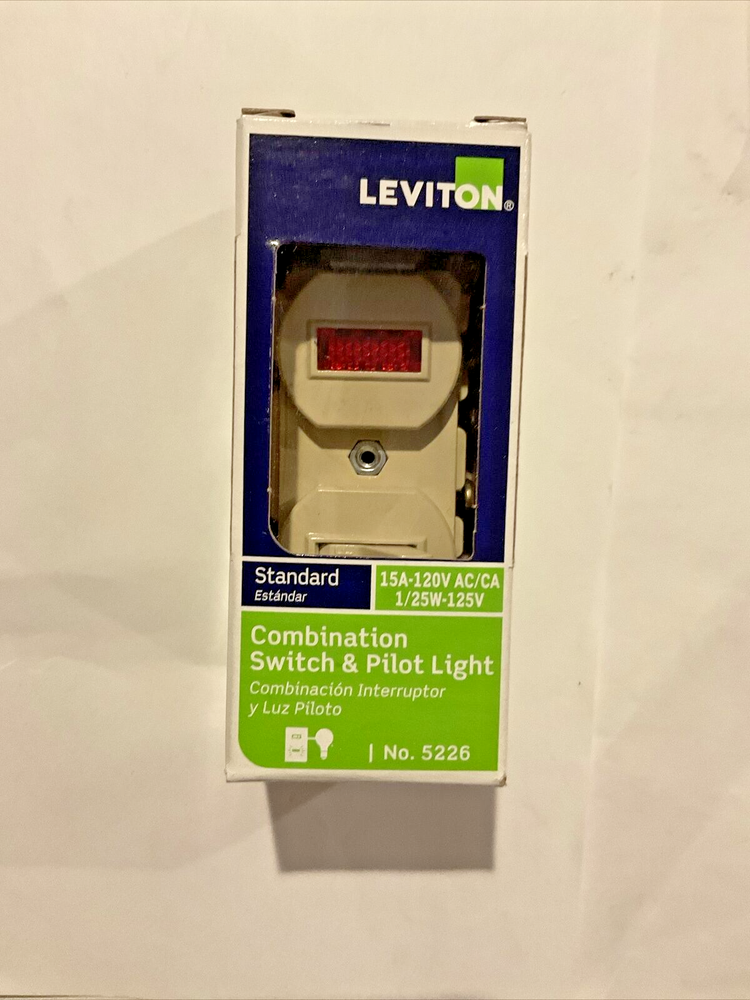 LEVITON®
Standard
Estándar
15A-120V AC/CA
1/25W-125V
Combination
Switch & Pilot Light
Combinación Interruptor
y Luz Piloto
| No. 5226